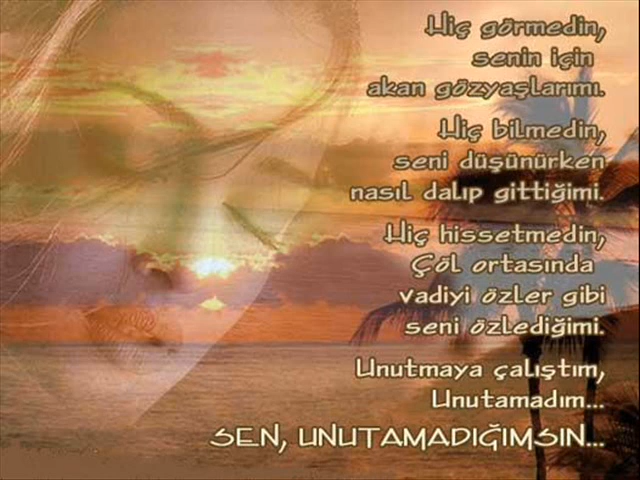 Hiç görmedin,
senin için
akan gözyaşlarımı.
Hiç bilmedin,
seni düşünürken
nasıl dalıp gittiğimi.
Hiç hissetmedin,
Çöl ortasında
vadiyi özler gibi
seni özlediğimi.
Unutmaya çalıştım,
Unutamadım...
SEN, UNUTAMADIĞIMSIN...